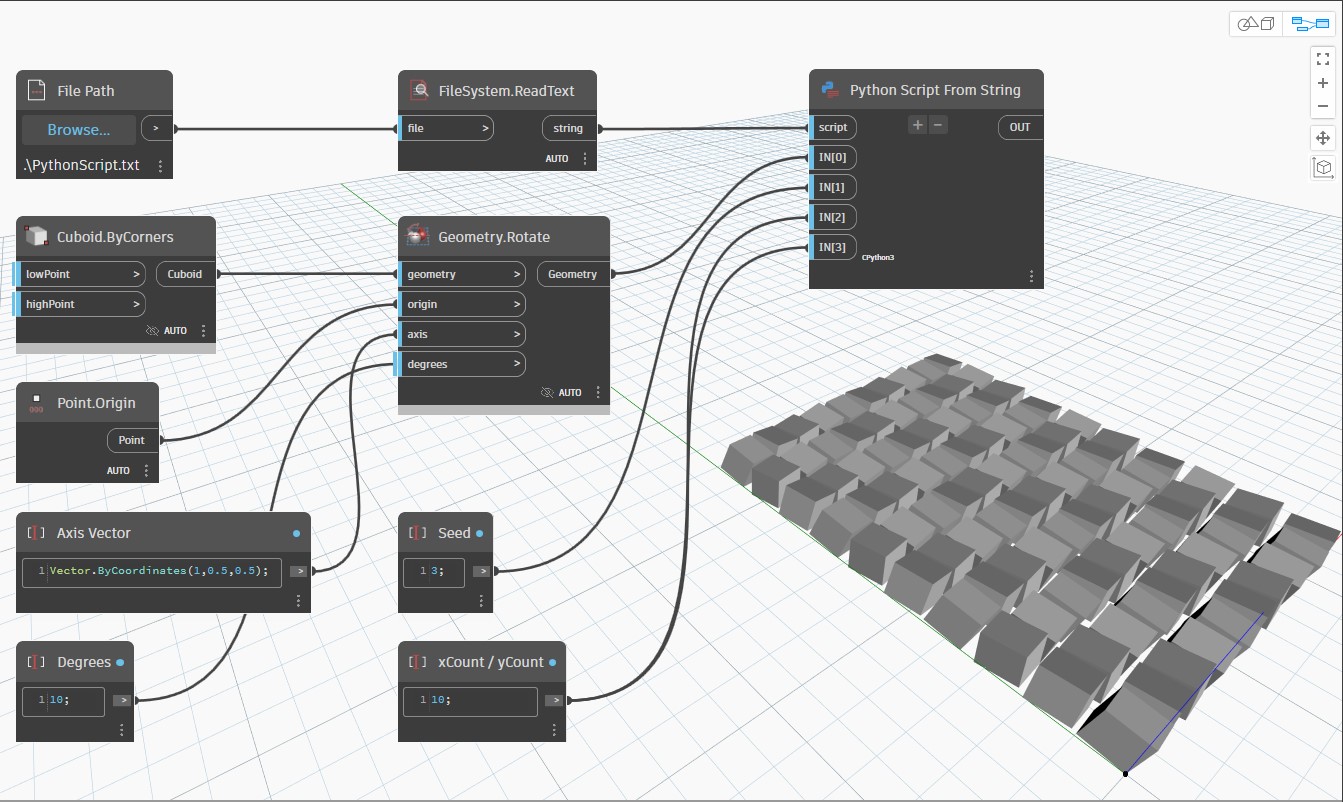 File Path
Browse... >
.\PythonScript.txt
FileSystem.ReadText
file > string
AUTO
Python Script From String
script + − OUT
IN[0]
IN[1]
IN[2]
IN[3]
CPython3
Cuboid.ByCorners
lowPoint > Cuboid
highPoint >
AUTO
Geometry.Rotate
geometry > Geometry
origin >
axis >
degrees >
AUTO
Point.Origin
Point
AUTO
[ ] Axis Vector
1 Vector.ByCoordinates(1,0.5,0.5); >
[ ] Seed
1 3; >
[ ] Degrees
1 10; >
[ ] xCount / yCount
1 10; >